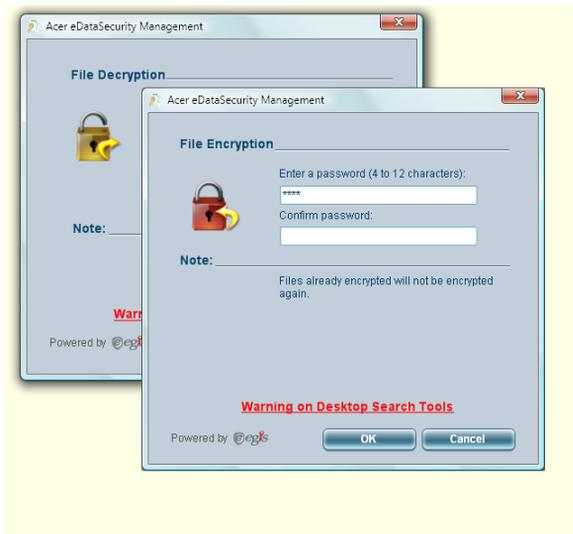 Acer eDataSecurity Management
File Decryption
Note:
Powered by egis
Acer eDataSecurity Management
File Encryption
Enter a password (4 to 12 characters):
****
Confirm password:
Note:
Files already encrypted will not be encrypted
again.
Warning on Desktop Search Tools
Powered by egis
OK
Cancel